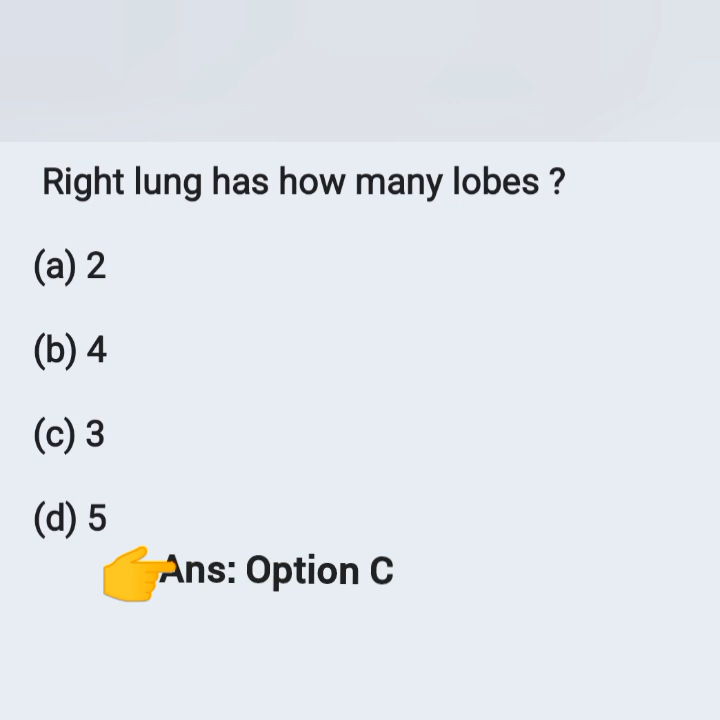 Right lung has how many lobes ?
(a) 2
(b) 4
(c) 3
(d) 5
Ans: Option C